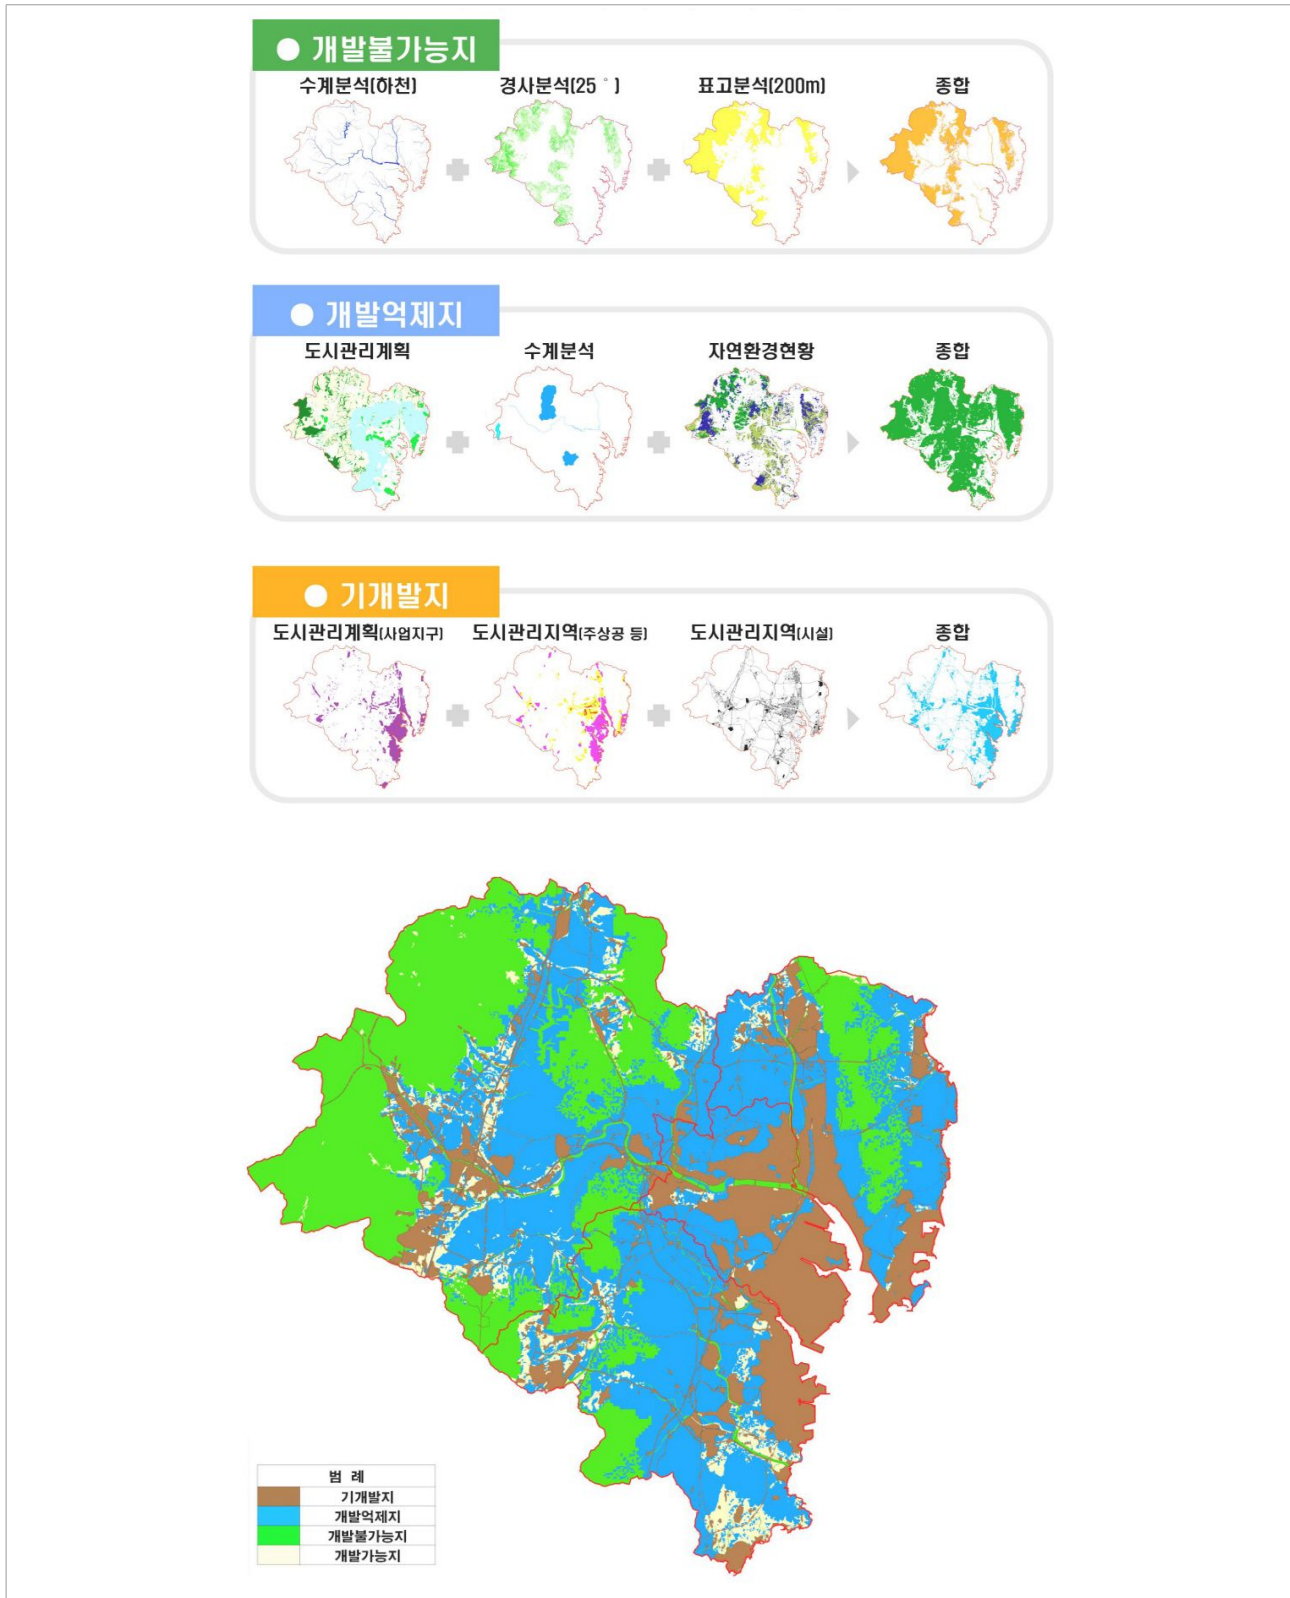 ● 개발불가능지
수계분석(하천) 경사분석(25°) 표고분석(200m) 종합
● 개발억제지
도시관리계획 수계분석 자연환경현황 종합
● 기개발지
도시관리계획(사업지구) 도시관리지역(주상공 등) 도시관리지역(시설) 종합
범 례
기개발지
개발억제지
개발불가능지
개발가능지